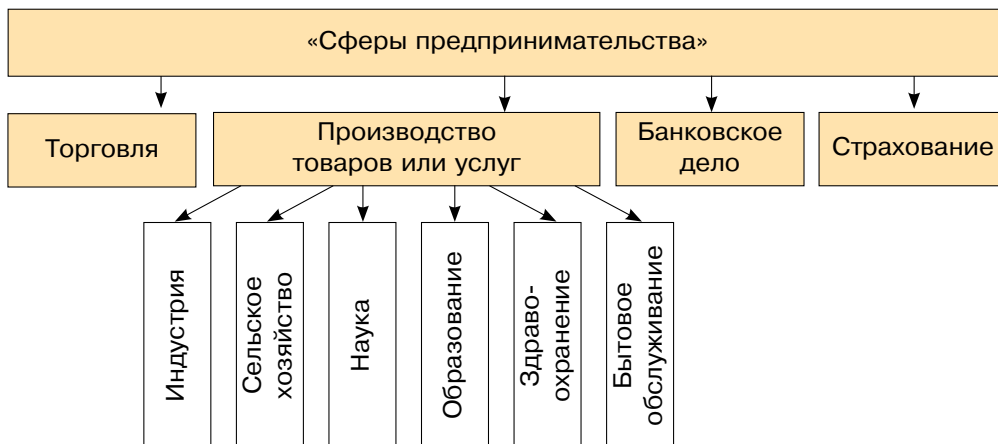 «Сферы предпринимательства»
Торговля
Производство
товаров или услуг
Банковское
дело
Страхование
Индустрия
Сельское
хозяйство
Наука
Образование
Здраво-
охранение
Бытовое
обслуживание